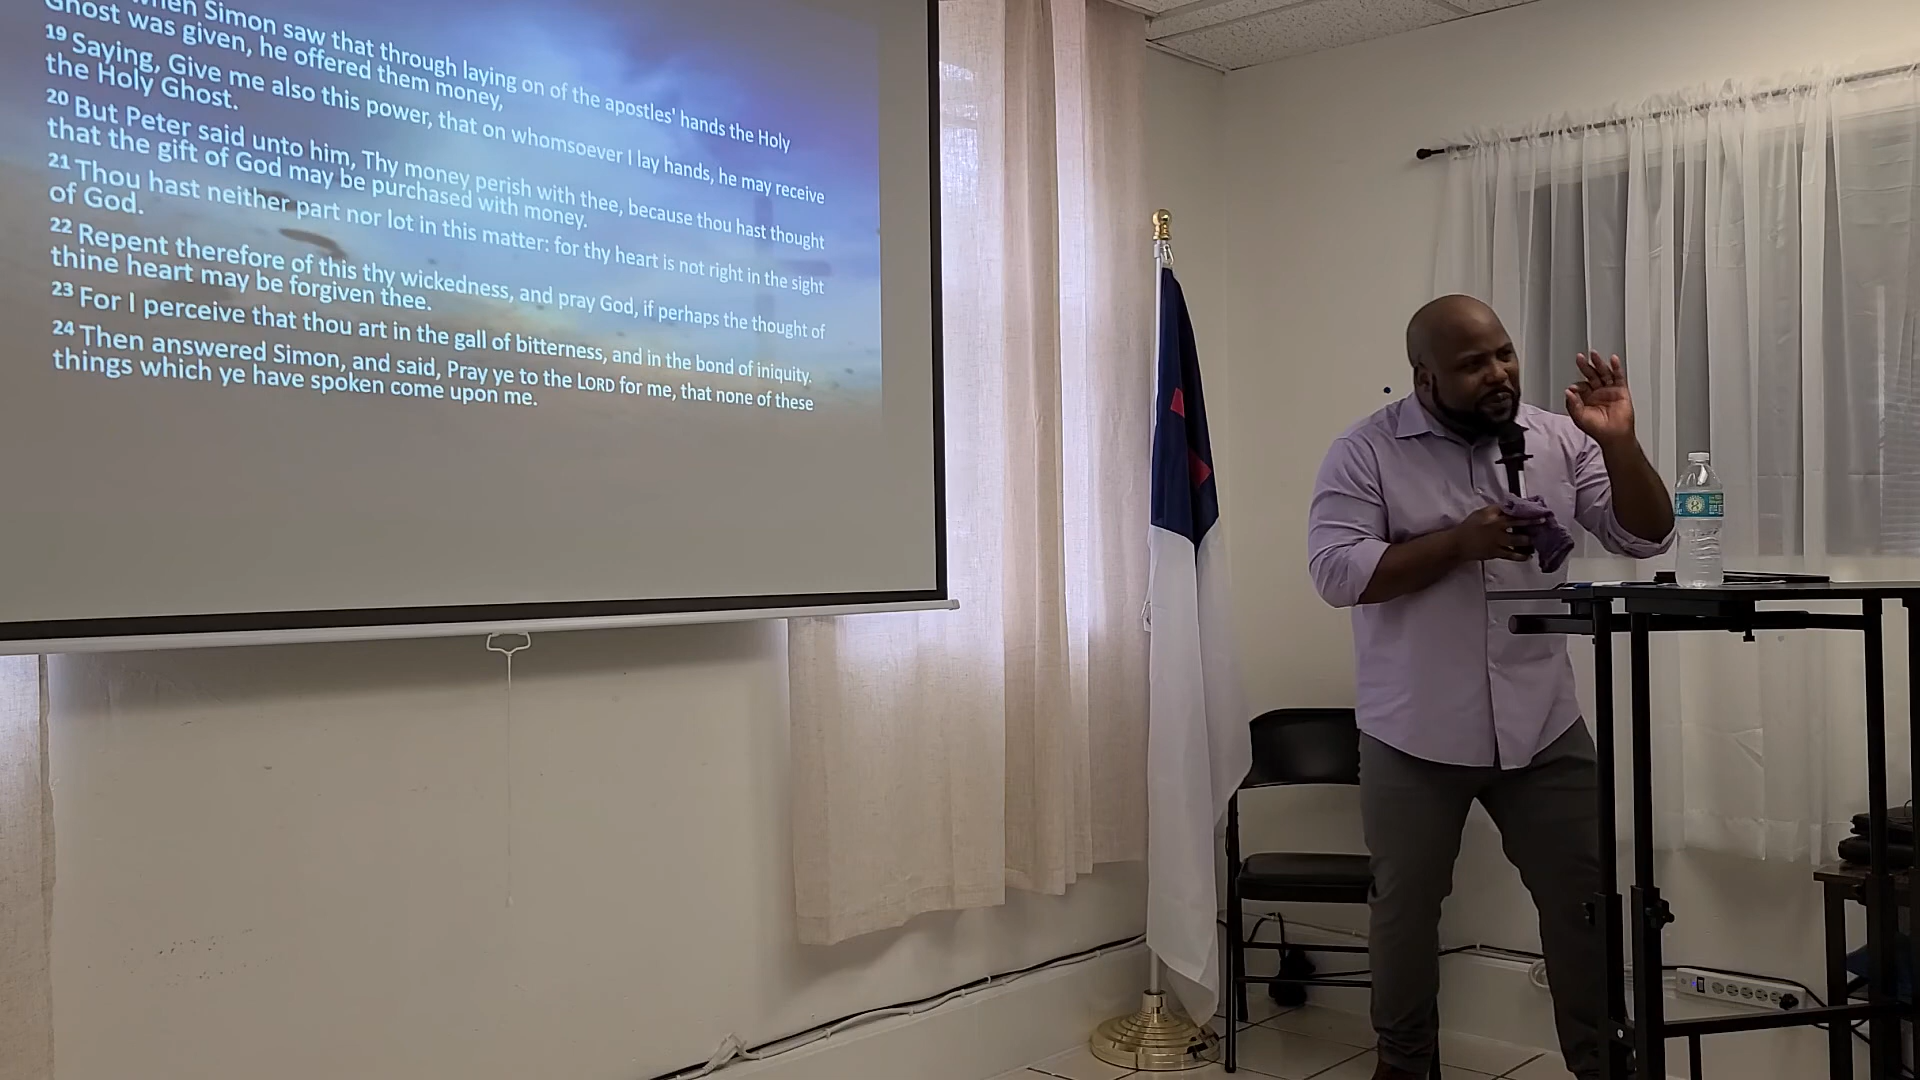 when Simon saw that through laying on of the apostles' hands the Holy
Ghost was given, he offered them money,
19 Saying, Give me also this power, that on whomsoever I lay hands, he may receive
the Holy Ghost.
20 But Peter said unto him, Thy money perish with thee, because thou hast thought
that the gift of God may be purchased with money.
21 Thou hast neither part nor lot in this matter: for thy heart is not right in the sight
of God.
22 Repent therefore of this thy wickedness, and pray God, if perhaps the thought of
thine heart may be forgiven thee.
23 For I perceive that thou art in the gall of bitterness, and in the bond of iniquity.
24 Then answered Simon, and said, Pray ye to the LORD for me, that none of these
things which ye have spoken come upon me.